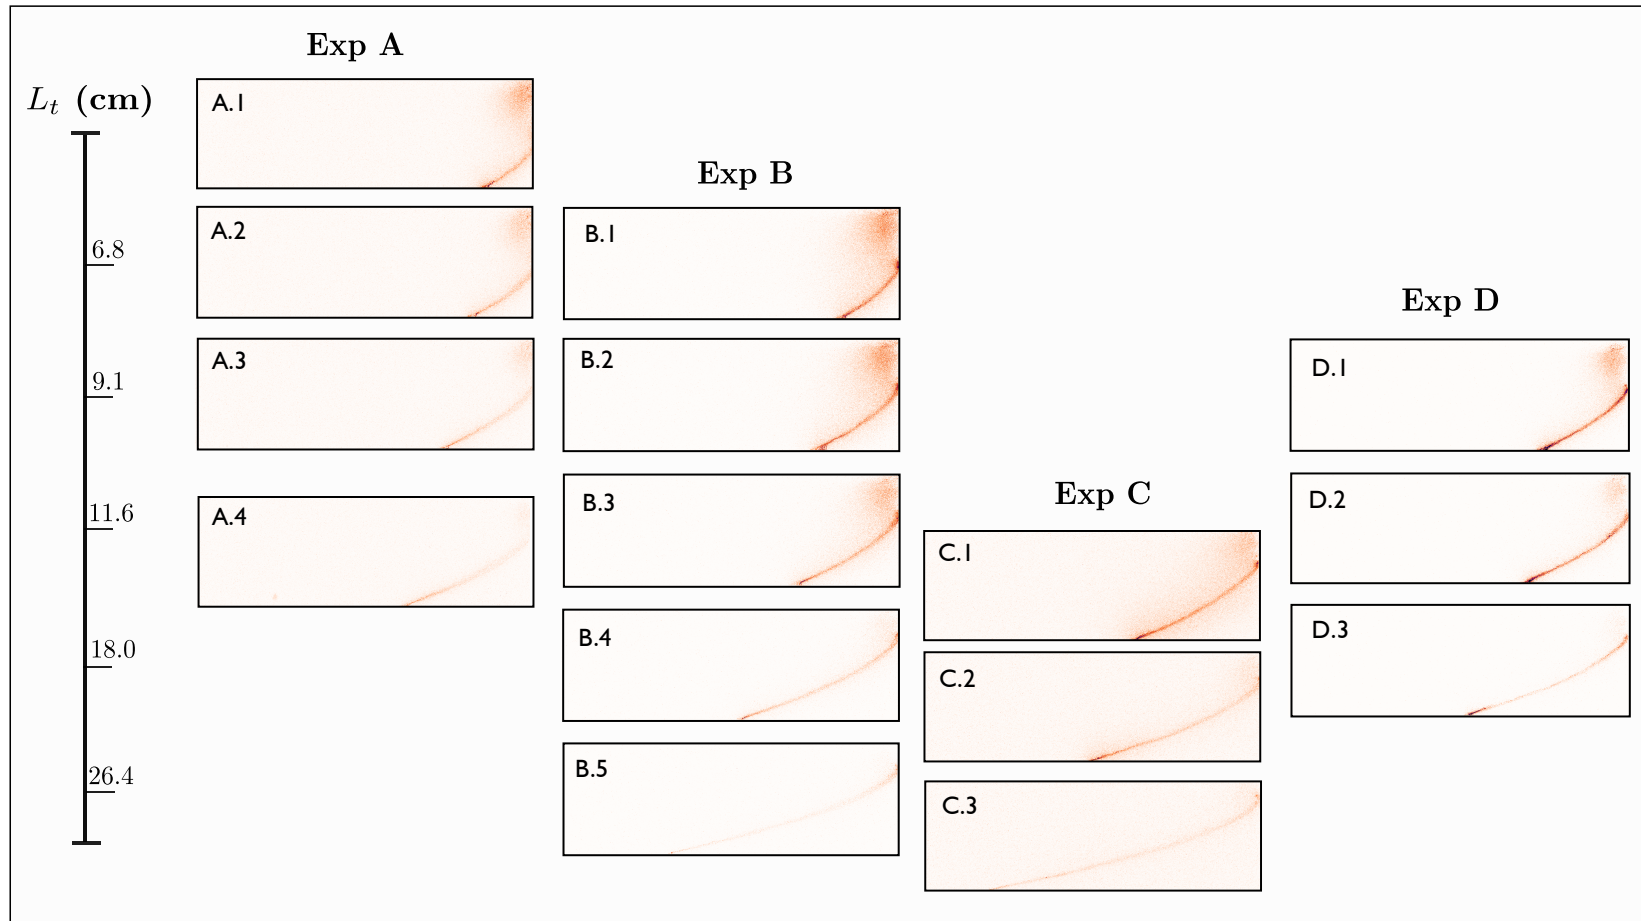 Exp A
L_t (cm)
A.1
Exp B
A.2
B.1
6.8
Exp D
A.3
B.2
D.1
9.1
Exp C
A.4
B.3
D.2
11.6
C.1
B.4
D.3
18.0
C.2
B.5
26.4
C.3